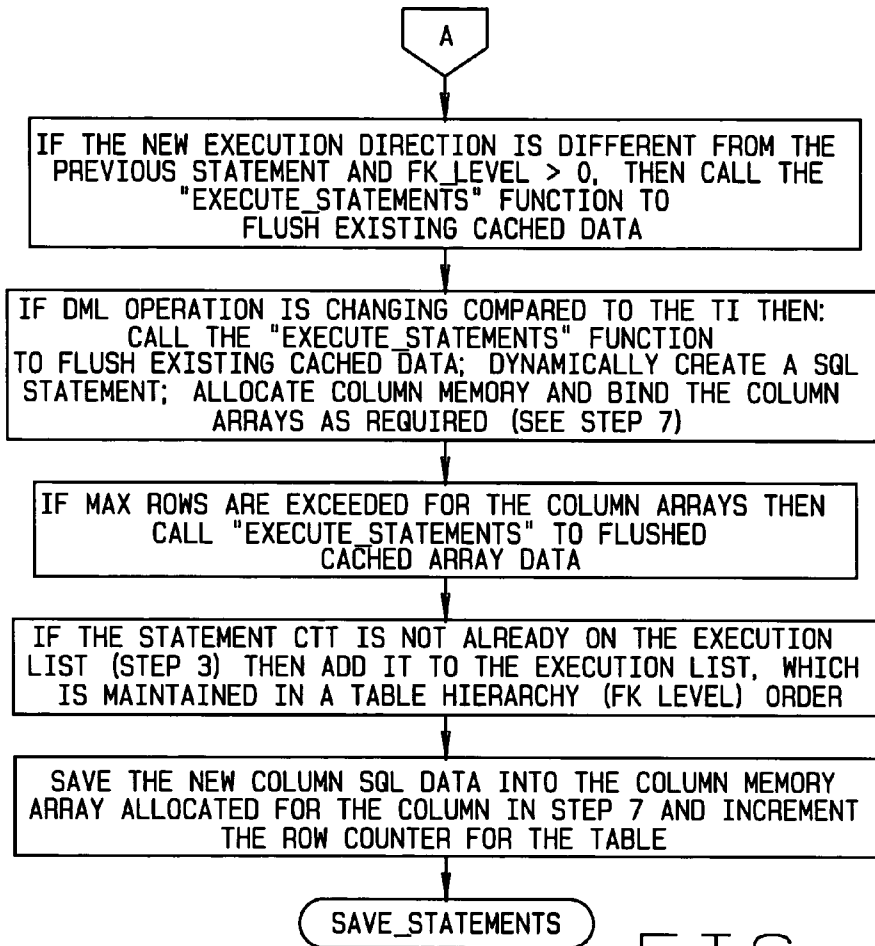 A
IF THE NEW EXECUTION DIRECTION IS DIFFERENT FROM THE
PREVIOUS STATEMENT AND FK_LEVEL > 0, THEN CALL THE
"EXECUTE_STATEMENTS" FUNCTION TO
FLUSH EXISTING CACHED DATA
IF DML OPERATION IS CHANGING COMPARED TO THE TI THEN:
CALL THE "EXECUTE_STATEMENTS" FUNCTION
TO FLUSH EXISTING CACHED DATA; DYNAMICALLY CREATE A SQL
STATEMENT; ALLOCATE COLUMN MEMORY AND BIND THE COLUMN
ARRAYS AS REQUIRED (SEE STEP 7)
IF MAX ROWS ARE EXCEEDED FOR THE COLUMN ARRAYS THEN
CALL "EXECUTE_STATEMENTS" TO FLUSHED
CACHED ARRAY DATA
IF THE STATEMENT CTT IS NOT ALREADY ON THE EXECUTION
LIST (STEP 3) THEN ADD IT TO THE EXECUTION LIST, WHICH
IS MAINTAINED IN A TABLE HIERARCHY (FK LEVEL) ORDER
SAVE THE NEW COLUMN SQL DATA INTO THE COLUMN MEMORY
ARRAY ALLOCATED FOR THE COLUMN IN STEP 7 AND INCREMENT
THE ROW COUNTER FOR THE TABLE
SAVE_STATEMENTS